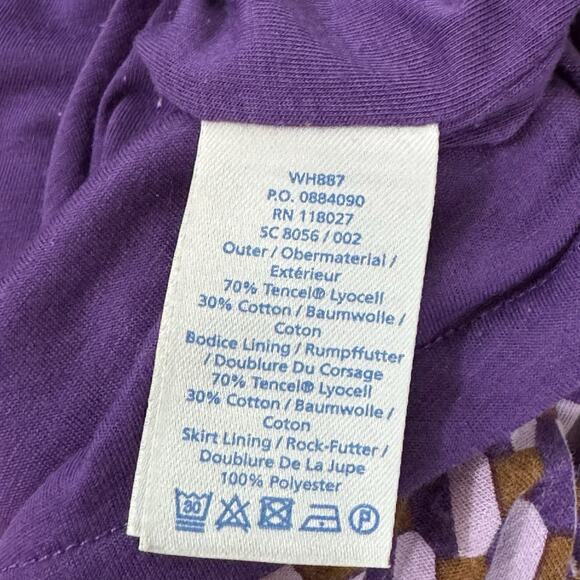 WH887
P.O. 0884090
RN 118027
SC 8056 / 002
Outer / Obermaterial /
Extérieur
70% Tencel® Lyocell
30% Cotton / Baumwolle /
Coton
Bodice Lining / Rumpffutter
/ Doublure Du Corsage
70% Tencel® Lyocell
30% Cotton / Baumwolle /
Coton
Skirt Lining / Rock-Futter /
Doublure De La Jupe
100% Polyester
30 P